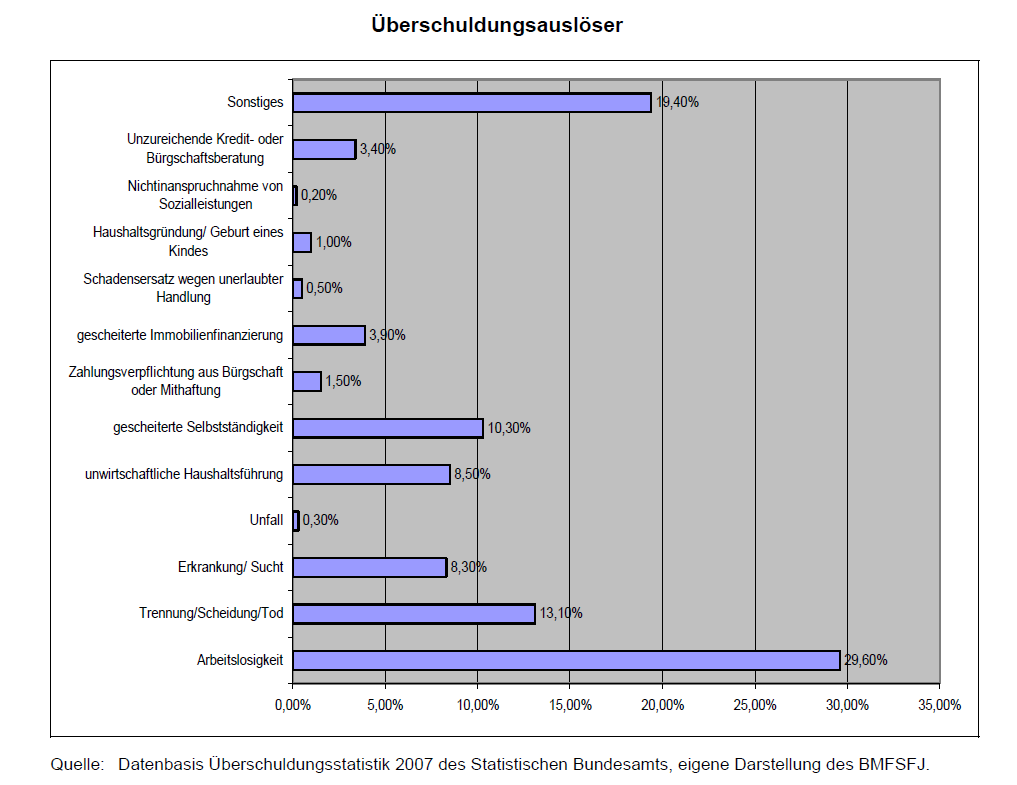 Überschuldungsauslöser
Sonstiges
19,40%
Unzureichende Kredit- oder
Bürgschaftsberatung
3,40%
Nichtinanspruchnahme von
Sozialleistungen
0,20%
Haushaltsgründung/ Geburt eines
Kindes
1,00%
Schadensersatz wegen unerlaubter
Handlung
0,50%
gescheiterte Immobilienfinanzierung
3,90%
Zahlungsverpflichtung aus Bürgschaft
oder Mithaftung
1,50%
gescheiterte Selbstständigkeit
10,30%
unwirtschaftliche Haushaltsführung
8,50%
Unfall
0,30%
Erkrankung/ Sucht
8,30%
Trennung/Scheidung/Tod
13,10%
Arbeitslosigkeit
29,60%
0,00% 5,00% 10,00% 15,00% 20,00% 25,00% 30,00% 35,00%
Quelle: Datenbasis Überschuldungsstatistik 2007 des Statistischen Bundesamts, eigene Darstellung des BMFSFJ.